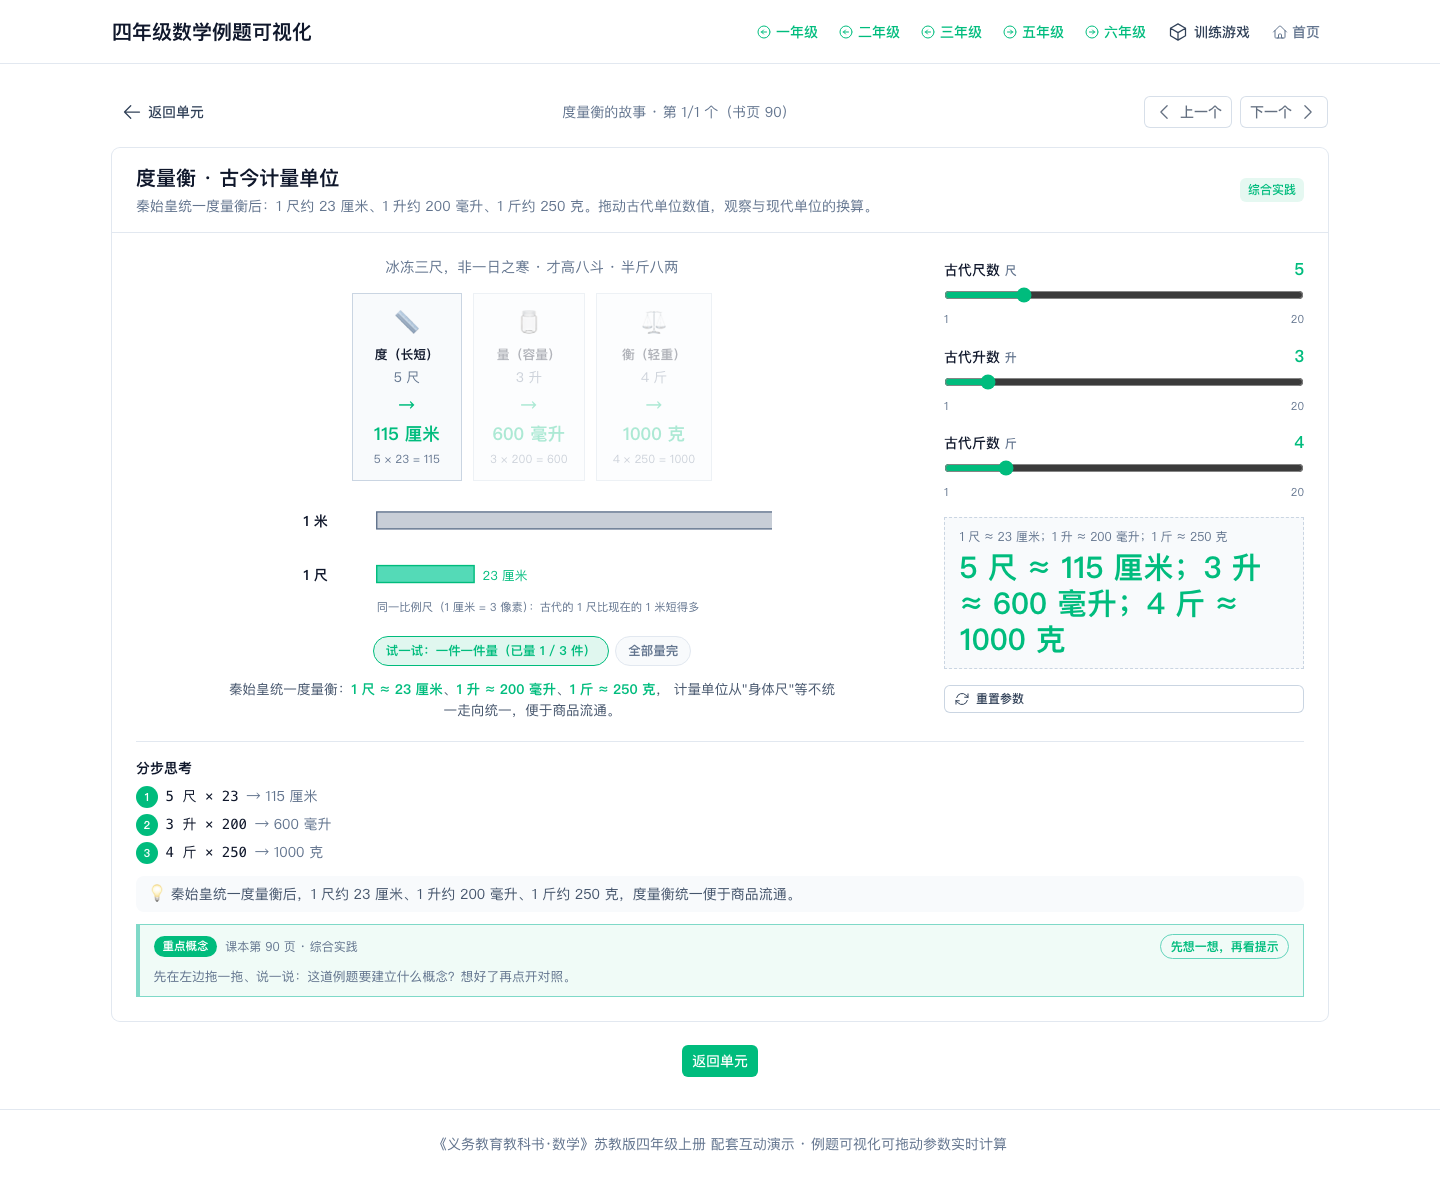 四年级数学例题可视化
一年级 二年级 三年级 五年级 六年级 训练游戏 首页
返回单元
度量衡的故事 · 第 1/1 个（书页 90）
上一个 下一个
度量衡 · 古今计量单位
秦始皇统一度量衡后：1 尺约 23 厘米、1 升约 200 毫升、1 斤约 250 克。拖动古代单位数值，观察与现代单位的换算。
综合实践
冰冻三尺，非一日之寒 · 才高八斗 · 半斤八两
度（长短）
5 尺
→
115 厘米
5 × 23 = 115
量（容量）
3 升
→
600 毫升
3 × 200 = 600
衡（轻重）
4 斤
→
1000 克
4 × 250 = 1000
1 米
1 尺
23 厘米
同一比例尺（1 厘米 = 3 像素）：古代的 1 尺比现在的 1 米短得多
试一试：一件一件量（已量 1 / 3 件） 全部量完
秦始皇统一度量衡：1 尺 ≈ 23 厘米、1 升 ≈ 200 毫升、1 斤 ≈ 250 克， 计量单位从"身体尺"等不统
一走向统一，便于商品流通。
古代尺数 尺 5
1 20
古代升数 升 3
1 20
古代斤数 斤 4
1 20
1 尺 ≈ 23 厘米；1 升 ≈ 200 毫升；1 斤 ≈ 250 克
5 尺 ≈ 115 厘米；3 升
≈ 600 毫升；4 斤 ≈
1000 克
重置参数
分步思考
1 5 尺 × 23 → 115 厘米
2 3 升 × 200 → 600 毫升
3 4 斤 × 250 → 1000 克
秦始皇统一度量衡后，1 尺约 23 厘米、1 升约 200 毫升、1 斤约 250 克，度量衡统一便于商品流通。
重点概念 课本第 90 页 · 综合实践
先想一想，再看提示
先在左边拖一拖、说一说：这道例题要建立什么概念？想好了再点开对照。
返回单元
《义务教育教科书·数学》苏教版四年级上册 配套互动演示 · 例题可视化可拖动参数实时计算